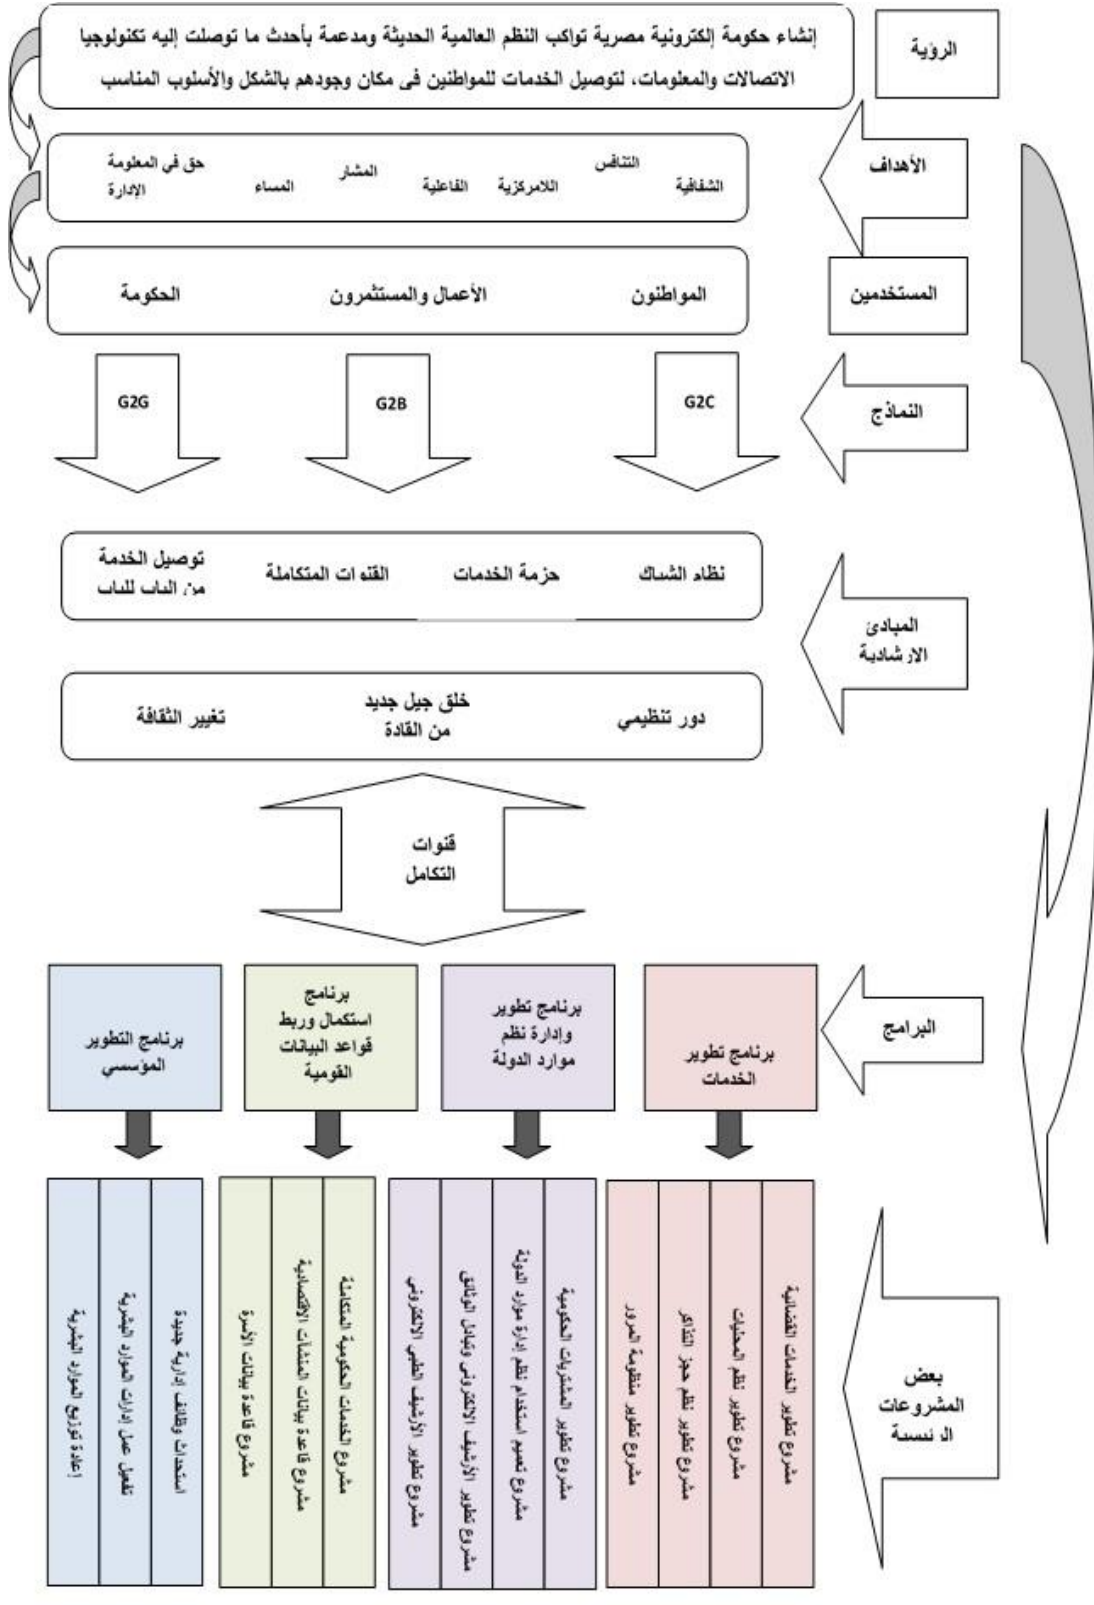 الرؤية
إنشاء حكومة إلكترونية مصرية تواكب النظم العالمية الحديثة ومدعمة بأحدث ما توصلت إليه تكنولوجيا
الاتصالات والمعلومات، لتوصيل الخدمات للمواطنين فى مكان وجودهم بالشكل والأسلوب المناسب
الأهداف
الشفافية
التنافس
اللامركزية
الفاعلية
المشار
المساء
حق في المعلومة
الإدارة
المستخدمين
المواطنون
الأعمال والمستثمرون
الحكومة
النماذج
G2C
G2B
G2G
المبادئ
الارشادية
نظام الشباك
حزمة الخدمات
القنوات المتكاملة
توصيل الخدمة
من الباب للباب
دور تنظيمي
خلق جيل جديد
من القادة
تغيير الثقافة
قنوات
التكامل
البرامج
برنامج تطوير
الخدمات
برنامج تطوير
وإدارة نظم
موارد الدولة
برنامج
استكمال وربط
قواعد البيانات
القومية
برنامج التطوير
المؤسسي
بعض
المشروعات
الرئيسية
مشروع تطوير الخدمات القضائية
مشروع تطوير نظم المحليات
مشروع تطوير نظم حجز التذاكر
مشروع تطوير منظومة المرور
مشروع تطوير المشتريات الحكومية
مشروع تعميم استخدام نظم إدارة موارد الدولة
مشروع تطوير الأرشيف الالكترونى وتبادل الوثائق
مشروع تطوير الأرشيف الطبي الالكتروني
مشروع الخدمات الحكومية المتكاملة
مشروع قاعدة بيانات المنشآت الاقتصادية
مشروع قاعدة بيانات الأسرة
استحداث وظائف إدارية جديدة
تفعيل عمل إدارات الموارد البشرية
إعادة توزيع الموارد البشرية